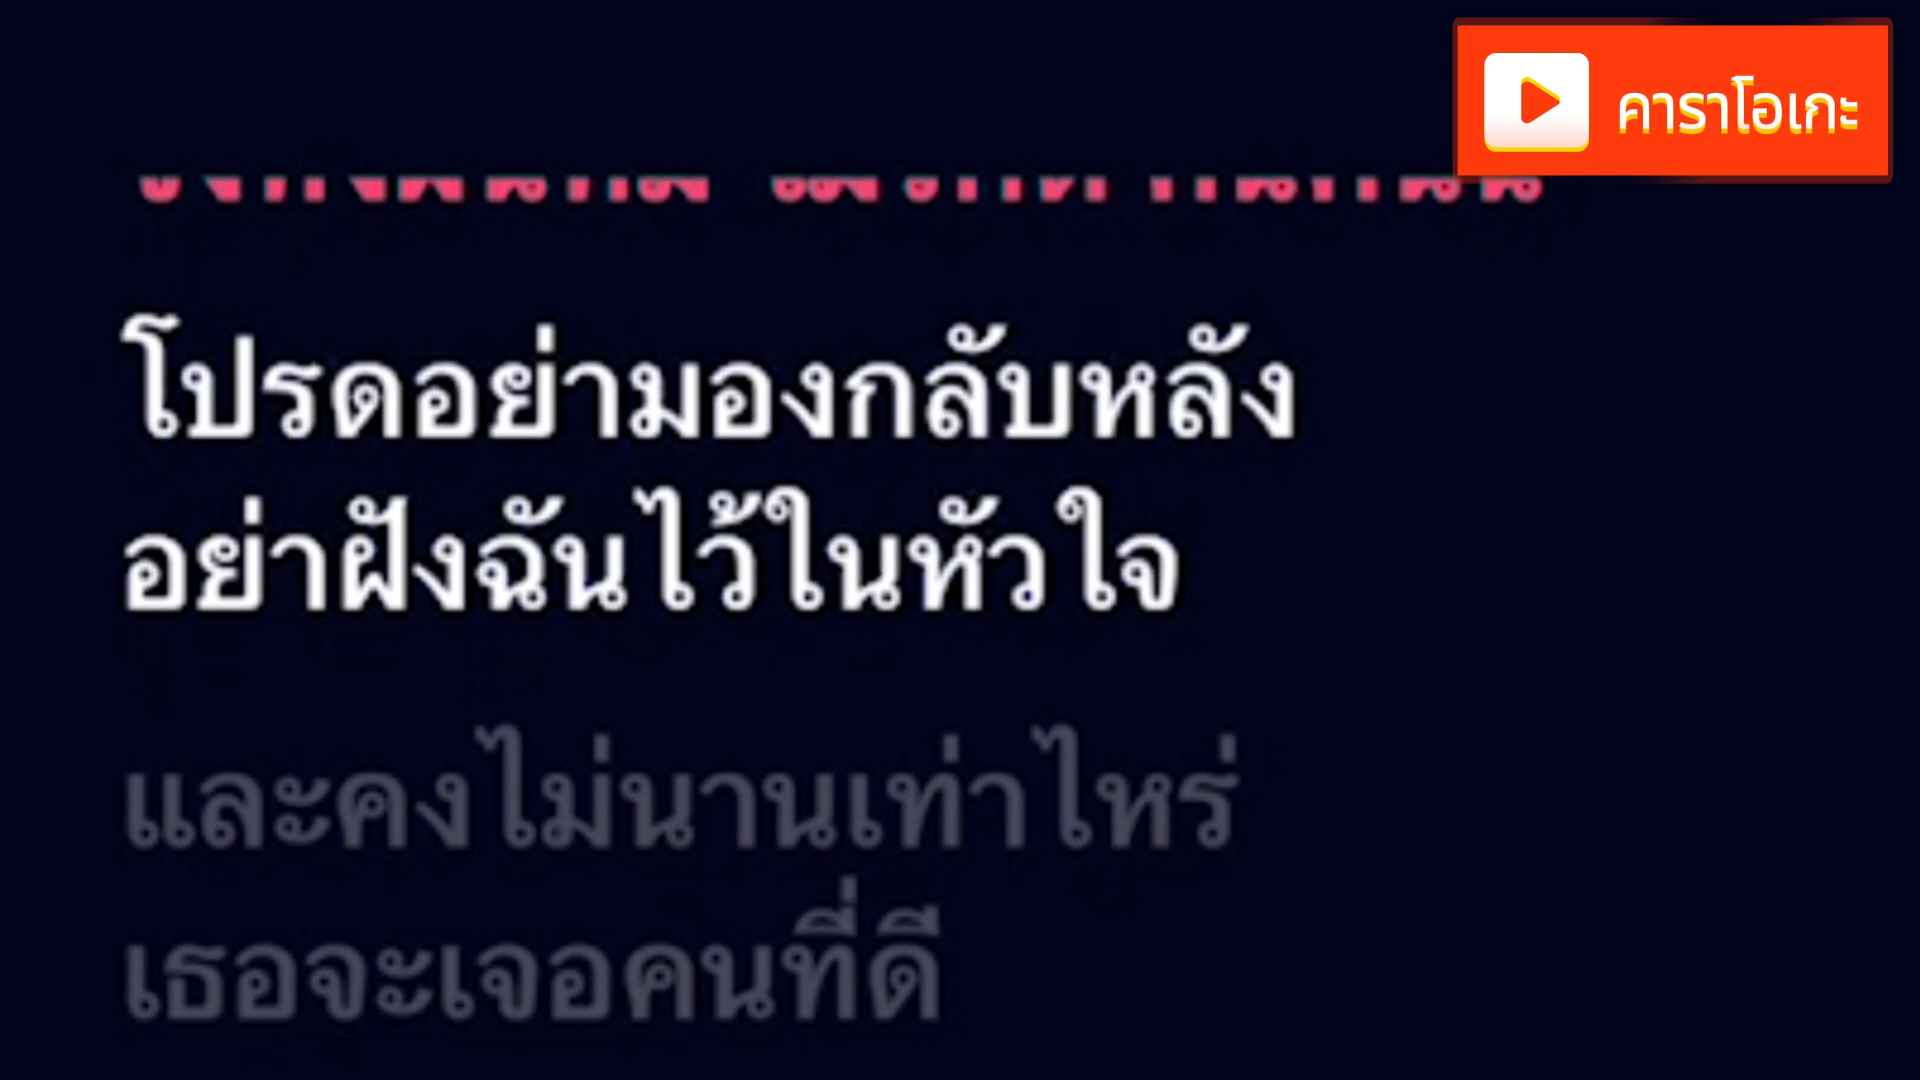 คาราโอเกะ
โปรดอย่ามองกลับหลัง
อย่าฝังฉันไว้ในหัวใจ
และคงไม่นานเท่าไหร่
เธอจะเจอคนที่ดี